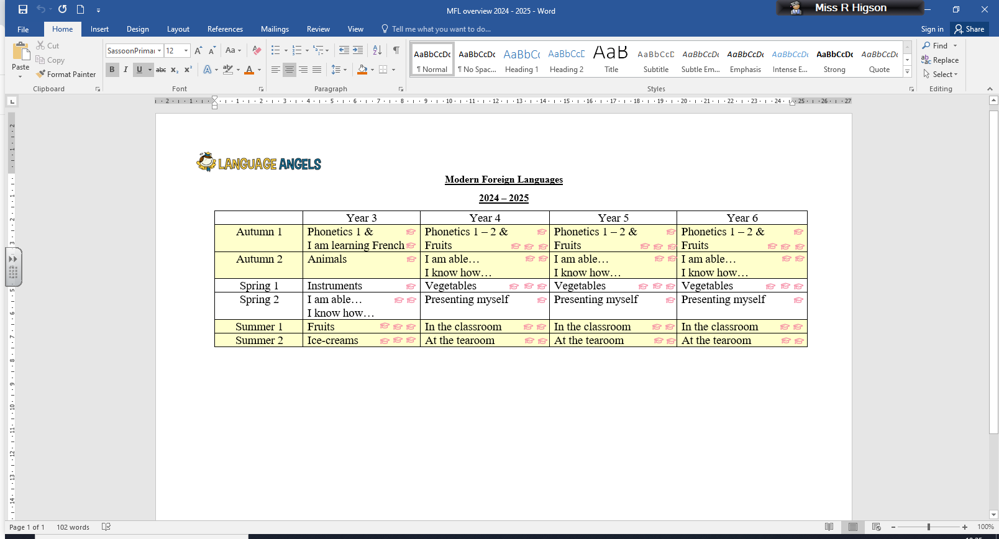 MFL overview 2024 - 2025 - Word
Miss R Higson
File Home Insert Design Layout References Mailings Review View Tell me what you want to do... Sign in Share
Paste
Cut
Copy
Format Painter
Clipboard
SassoonPrimar 12
Font
Paragraph
AaBbCcDc AaBbCcDc AaBbC AaBbCcD AaB AaBbCcD AaBbCcDc AaBbCcDc AaBbCcDc AaBbCcDc AaBbCcDc
¶ Normal ¶ No Spac... Heading 1 Heading 2 Title Subtitle Subtle Em... Emphasis Intense E... Strong Quote
Styles
Find
Replace
Select
Editing
LANGUAGE ANGELS
Modern Foreign Languages
2024 – 2025
Year 3 Year 4 Year 5 Year 6
Autumn 1 Phonetics 1 & Phonetics 1 – 2 & Phonetics 1 – 2 & Phonetics 1 – 2 &
I am learning French Fruits Fruits Fruits
Autumn 2 Animals I am able… I am able… I am able…
I know how… I know how… I know how…
Spring 1 Instruments Vegetables Vegetables Vegetables
Spring 2 I am able… Presenting myself Presenting myself Presenting myself
I know how…
Summer 1 Fruits In the classroom In the classroom In the classroom
Summer 2 Ice-creams At the tearoom At the tearoom At the tearoom
Page 1 of 1 102 words 100%